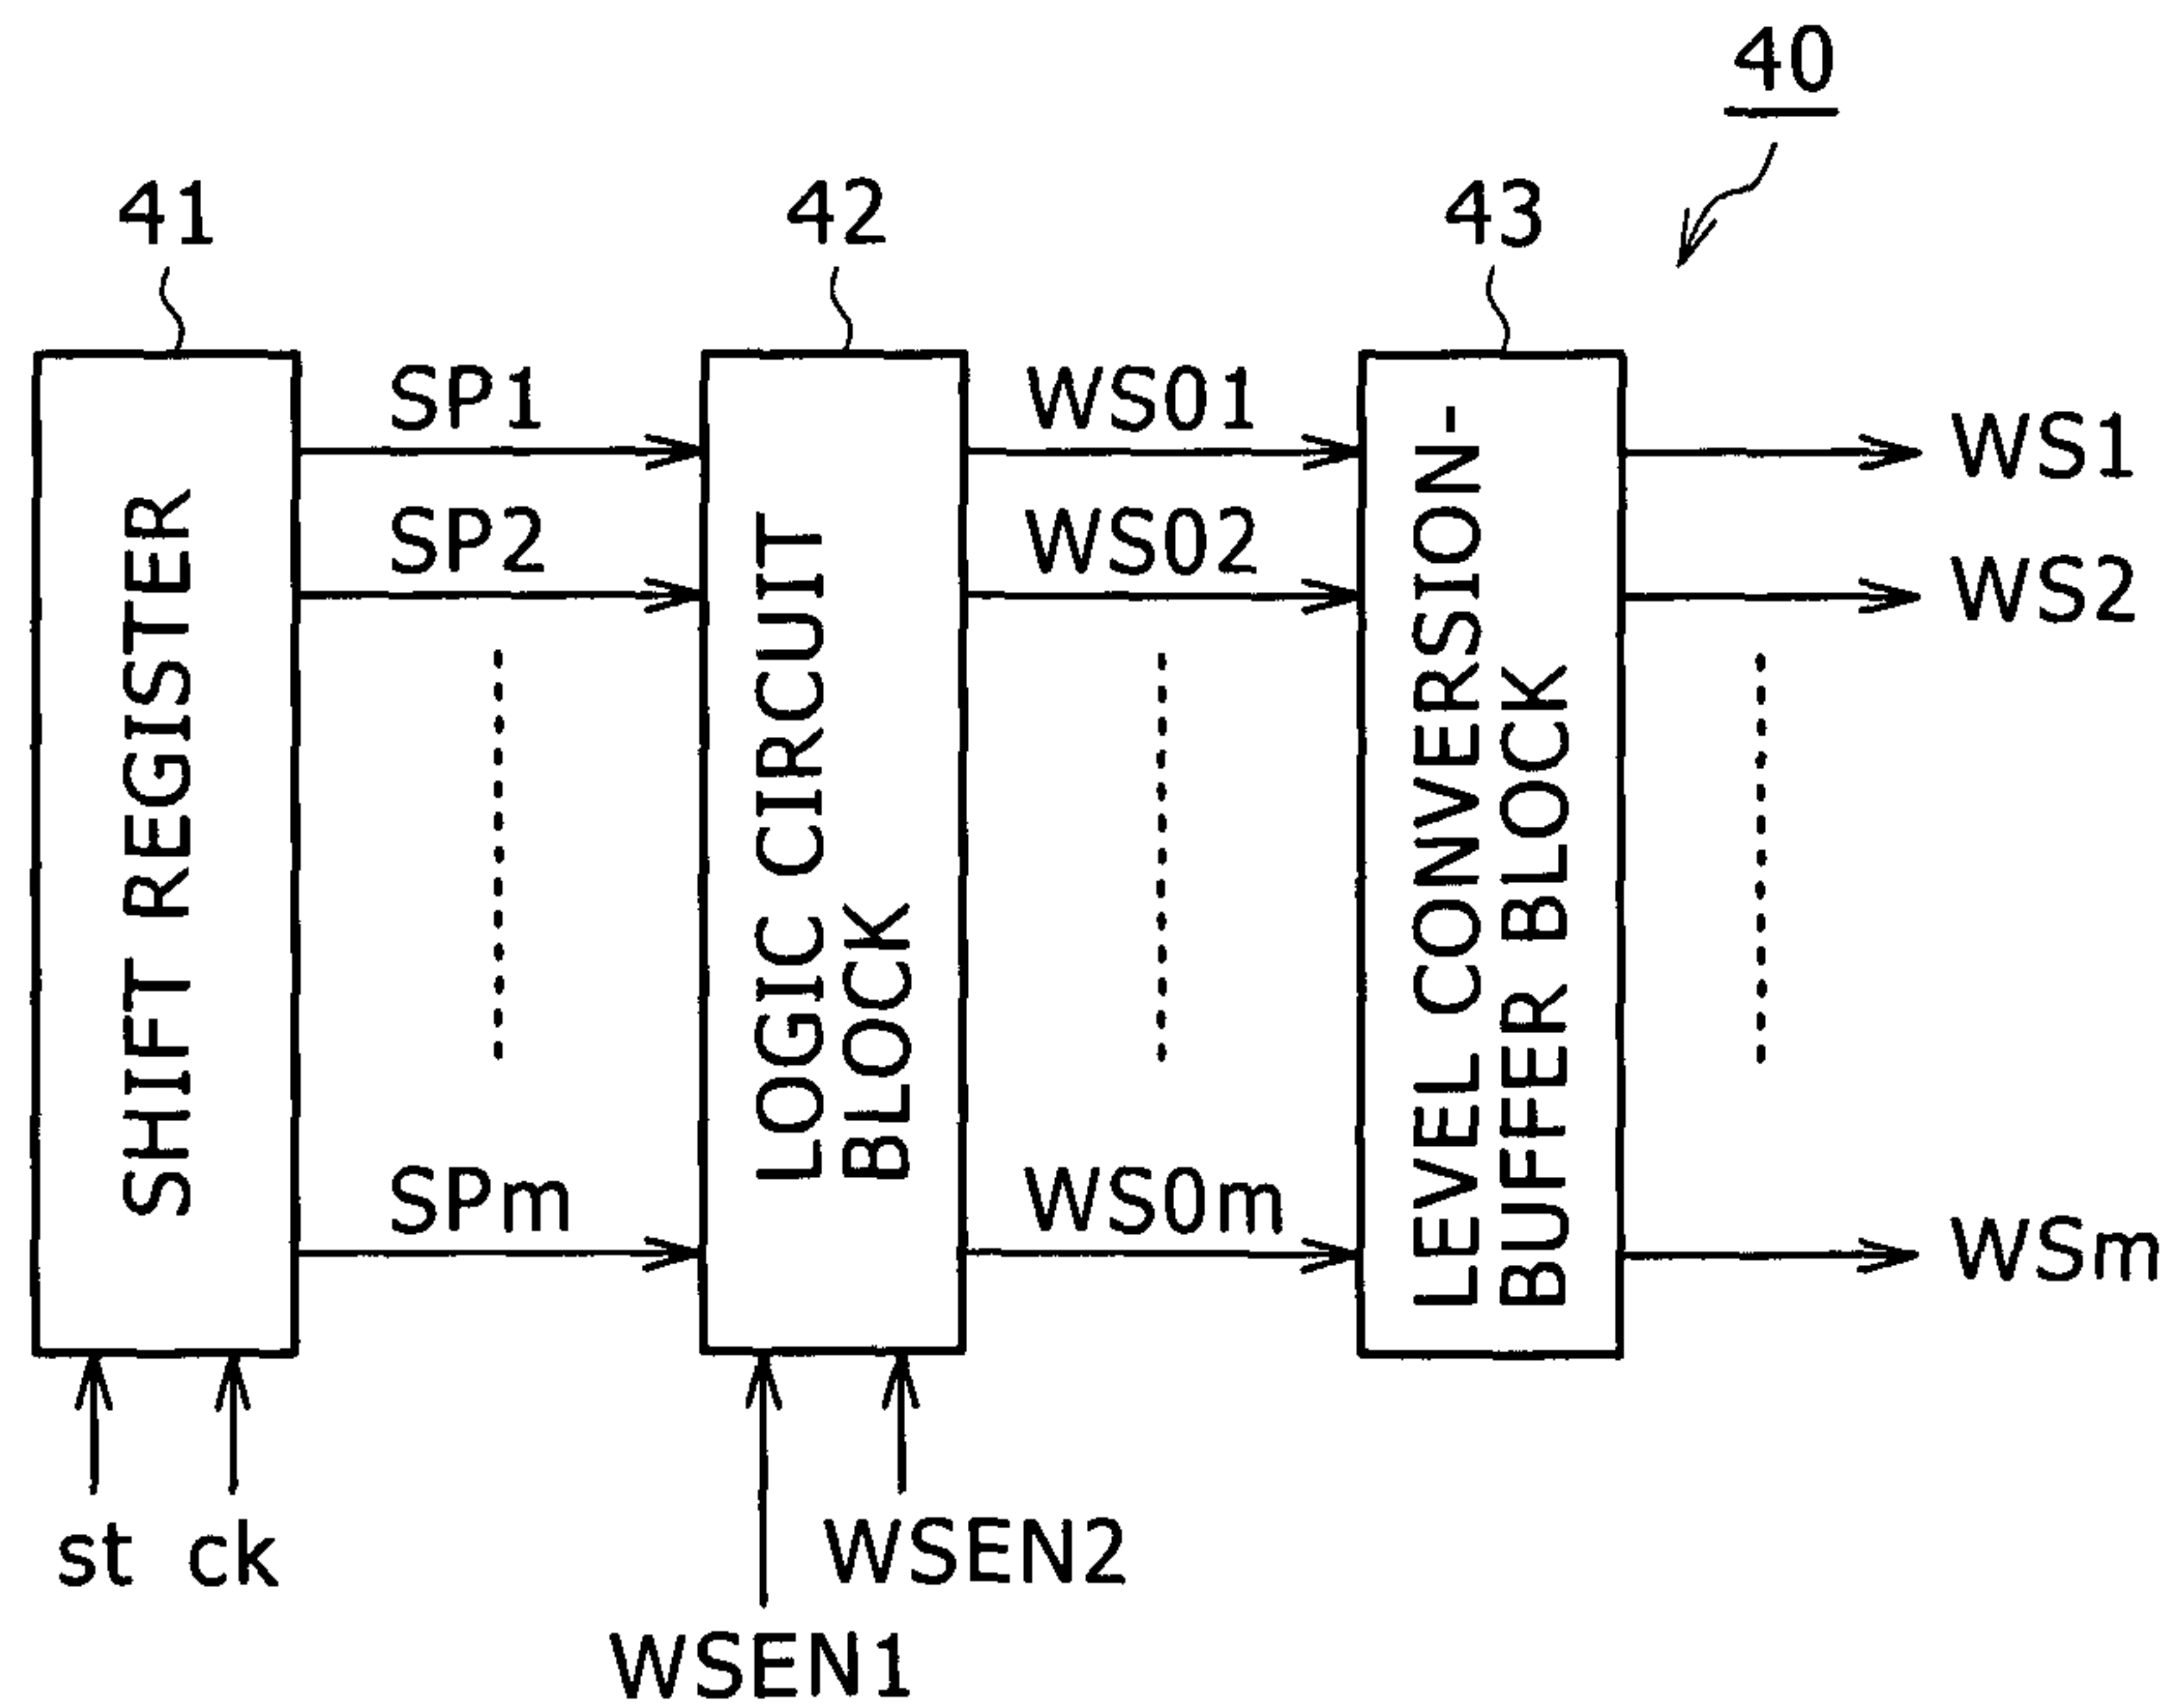 40
41
42
43
SP1
WS01
WS1
SP2
WS02
WS2
SHIFT REGISTER
LOGIC CIRCUIT
BLOCK
LEVEL CONVERSION-
BUFFER BLOCK
SPm
WS0m
WSm
st ck
WSEN2
WSEN1